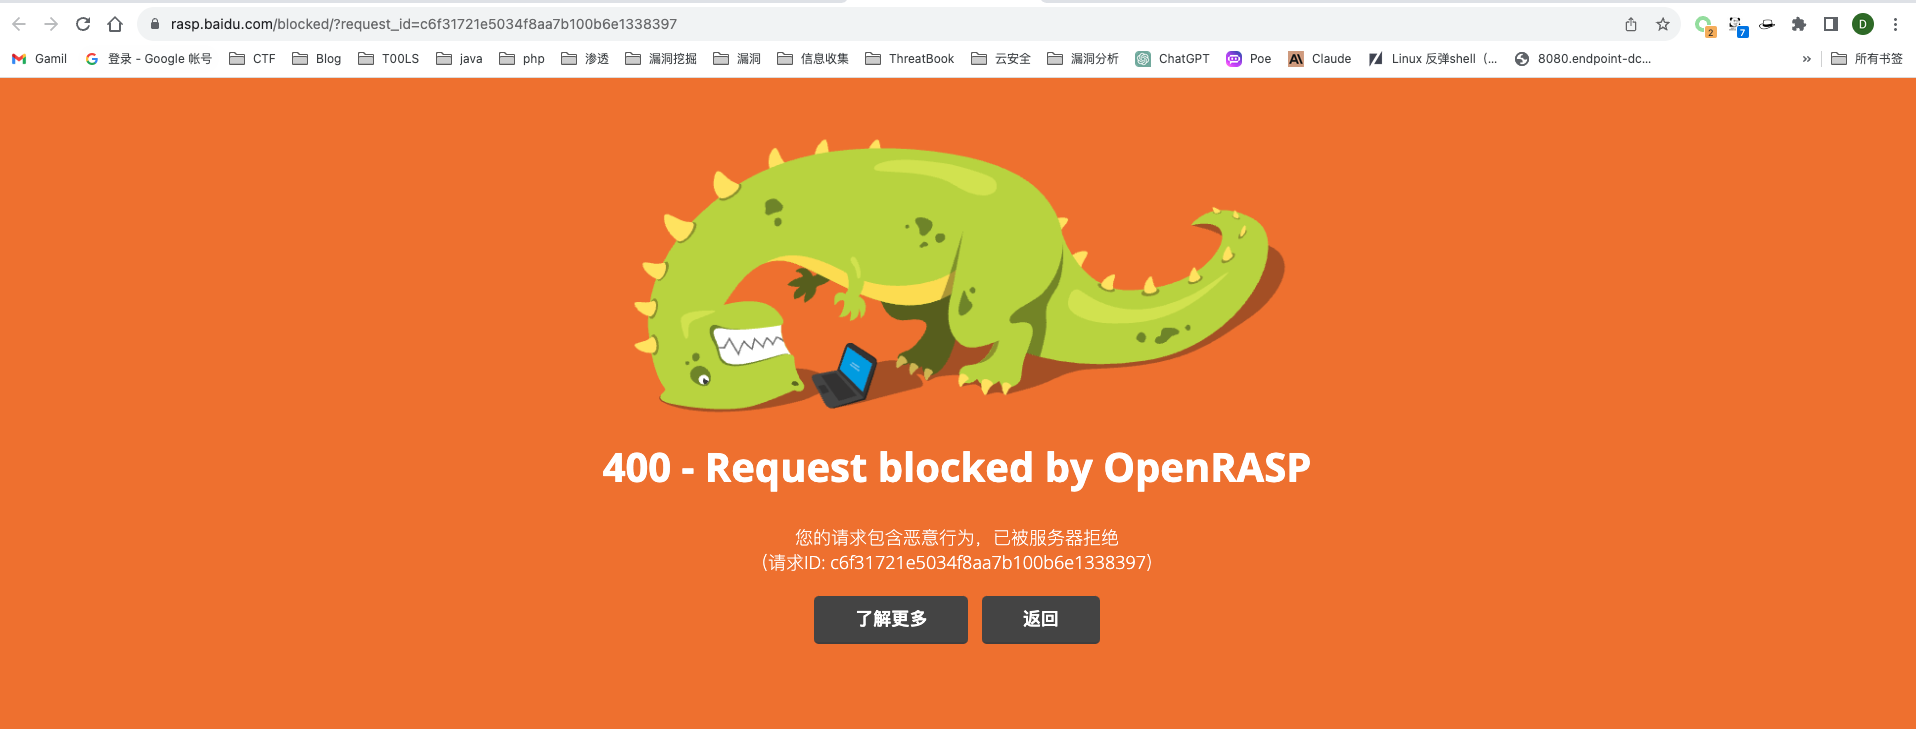 rasp.baidu.com/blocked/?request_id=c6f31721e5034f8aa7b100b6e1338397
2
7
D
Gamil
登录 - Google 帐号
CTF
Blog
T00LS
java
php
渗透
漏洞挖掘
漏洞
信息收集
ThreatBook
云安全
漏洞分析
ChatGPT
Poe
Claude
Linux 反弹shell（...
8080.endpoint-dc...
»
所有书签
400 - Request blocked by OpenRASP
您的请求包含恶意行为，已被服务器拒绝
（请求ID: c6f31721e5034f8aa7b100b6e1338397）
了解更多
返回